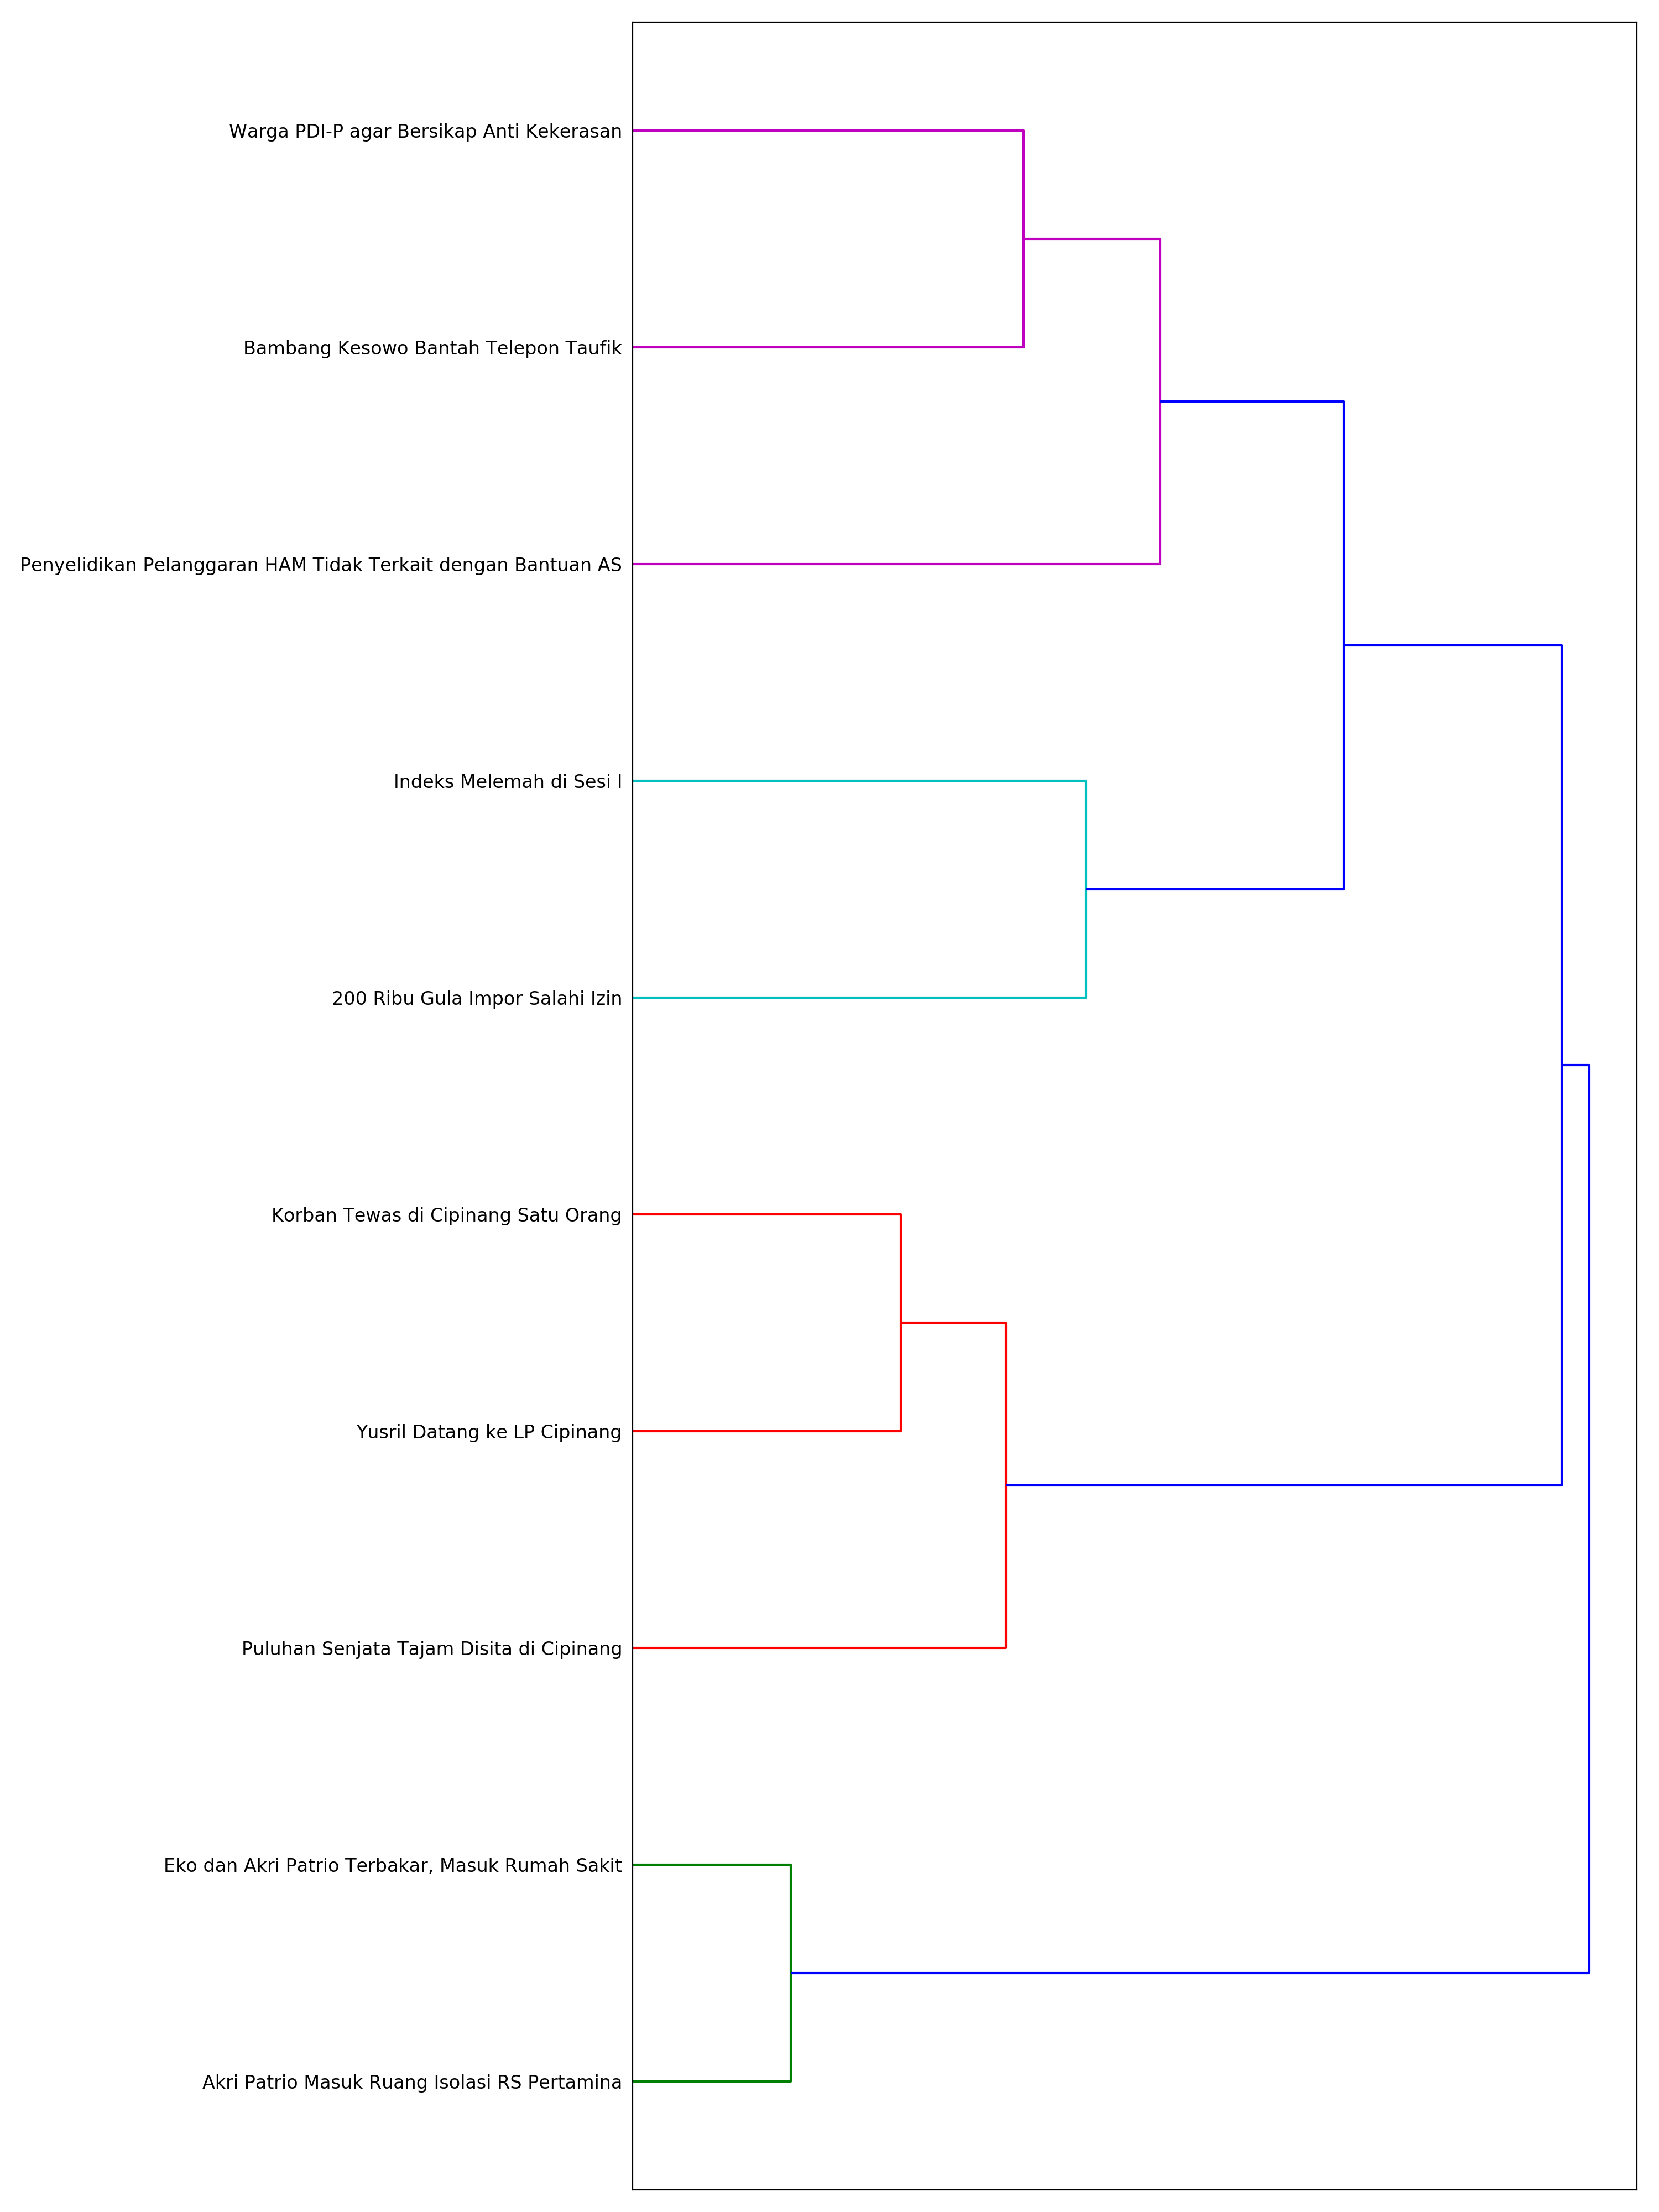 Warga PDI-P agar Bersikap Anti Kekerasan
Bambang Kesowo Bantah Telepon Taufik
Penyelidikan Pelanggaran HAM Tidak Terkait dengan Bantuan AS
Indeks Melemah di Sesi I
200 Ribu Gula Impor Salahi Izin
Korban Tewas di Cipinang Satu Orang
Yusril Datang ke LP Cipinang
Puluhan Senjata Tajam Disita di Cipinang
Eko dan Akri Patrio Terbakar, Masuk Rumah Sakit
Akri Patrio Masuk Ruang Isolasi RS Pertamina